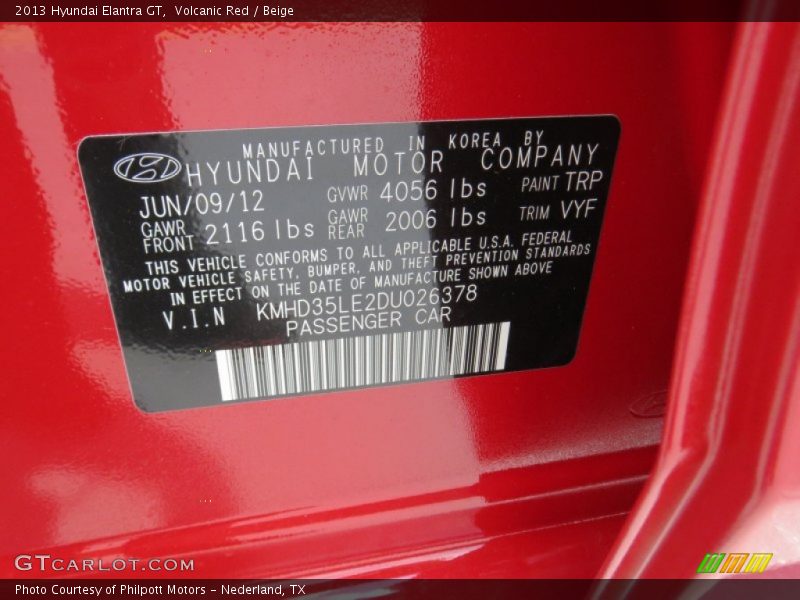 2013 Hyundai Elantra GT, Volcanic Red / Beige
MANUFACTURED IN KOREA BY
HYUNDAI MOTOR COMPANY
JUN/09/12 GVWR 4056 lbs PAINT TRP
GAWR FRONT 2116 lbs GAWR REAR 2006 lbs TRIM VYF
THIS VEHICLE CONFORMS TO ALL APPLICABLE U.S.A. FEDERAL
MOTOR VEHICLE SAFETY, BUMPER, AND THEFT PREVENTION STANDARDS
IN EFFECT ON THE DATE OF MANUFACTURE SHOWN ABOVE
V.I.N KMHD35LE2DU026378
PASSENGER CAR
GTCARLOT.COM
Photo Courtesy of Philpott Motors - Nederland, TX